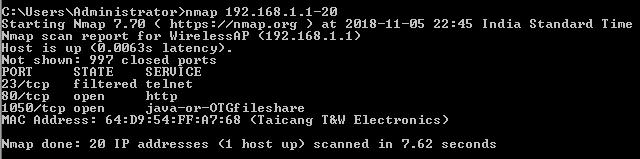 C:\Users\Administrator>nmap 192.168.1.1-20
Starting Nmap 7.70 ( https://nmap.org ) at 2018-11-05 22:45 India Standard Time
Nmap scan report for WirelessAP (192.168.1.1)
Host is up (0.0063s latency).
Not shown: 997 closed ports
PORT     STATE    SERVICE
23/tcp   filtered telnet
80/tcp   open     http
1050/tcp open     java-or-OTGfileshare
MAC Address: 64:D9:54:FF:A7:68 (Taicang T&W Electronics)
Nmap done: 20 IP addresses (1 host up) scanned in 7.62 seconds